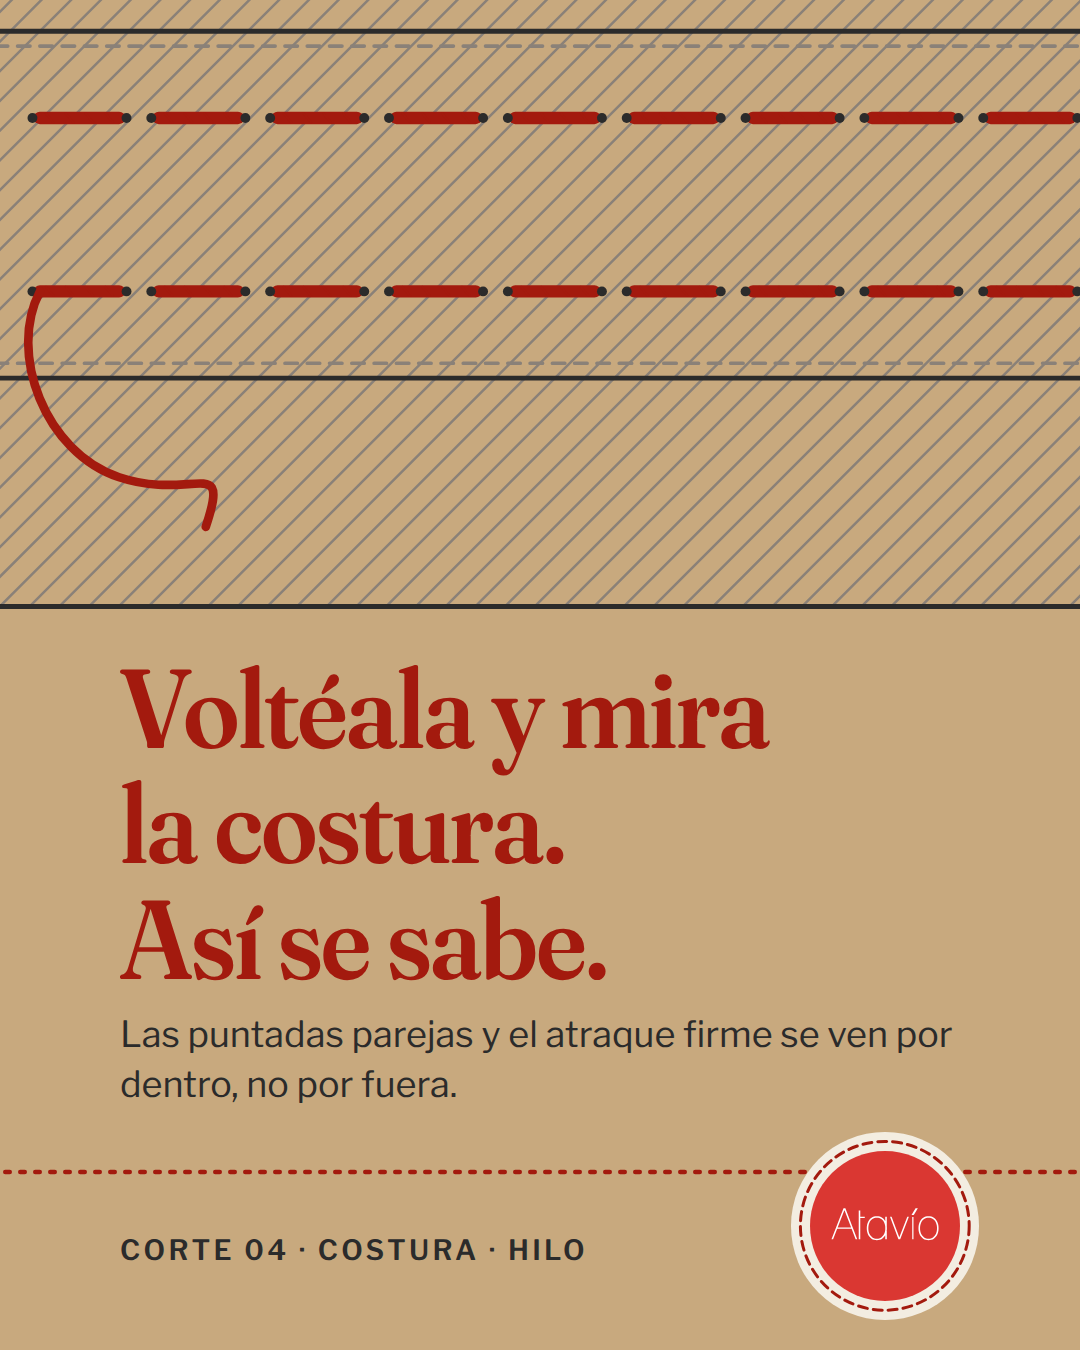 Voltéala y mira
la costura.
Así se sabe.
Las puntadas parejas y el atraque firme se ven por
dentro, no por fuera.
CORTE 04 · COSTURA · HILO
Atavío